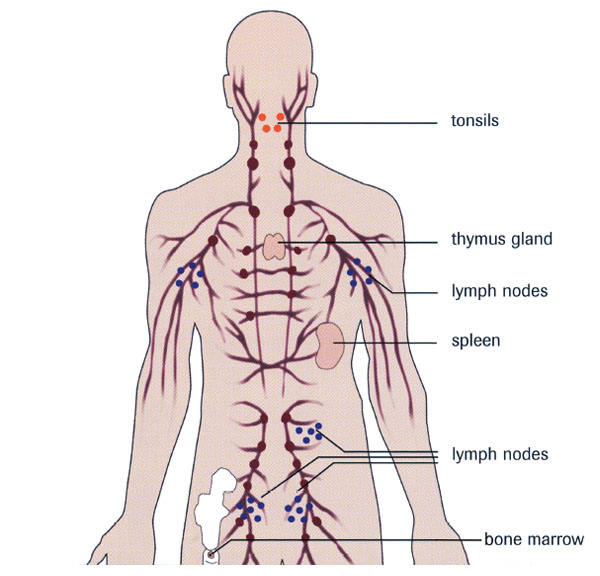 tonsils
thymus gland
lymph nodes
spleen
lymph nodes
bone marrow